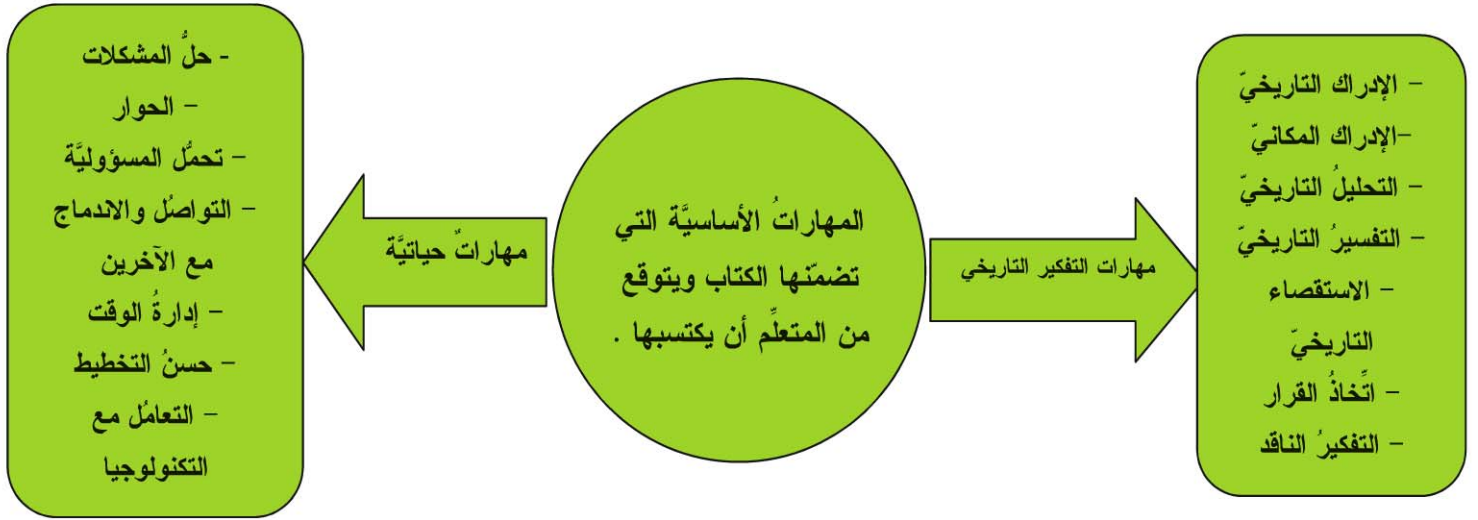 المهاراتُ الأساسيَّة التي
تضمّنها الكتاب ويتوقع
من المتعلِّم أن يكتسبها .
مهارات التفكير التاريخي
– الإدراك التاريخيّ
–الإدراك المكانيّ
– التحليلُ التاريخيّ
– التفسيرُ التاريخيّ
– الاستقصاء
التاريخيّ
– اتِّخاذُ القرار
– التفكيرُ الناقد
مهاراتٌ حياتيَّة
- حلُّ المشكلات
– الحوار
– تحمُّل المسؤوليَّة
– التواصُل والاندماج
مع الآخرين
– إدارةُ الوقت
– حسنُ التخطيط
– التعامُل مع
التكنولوجيا